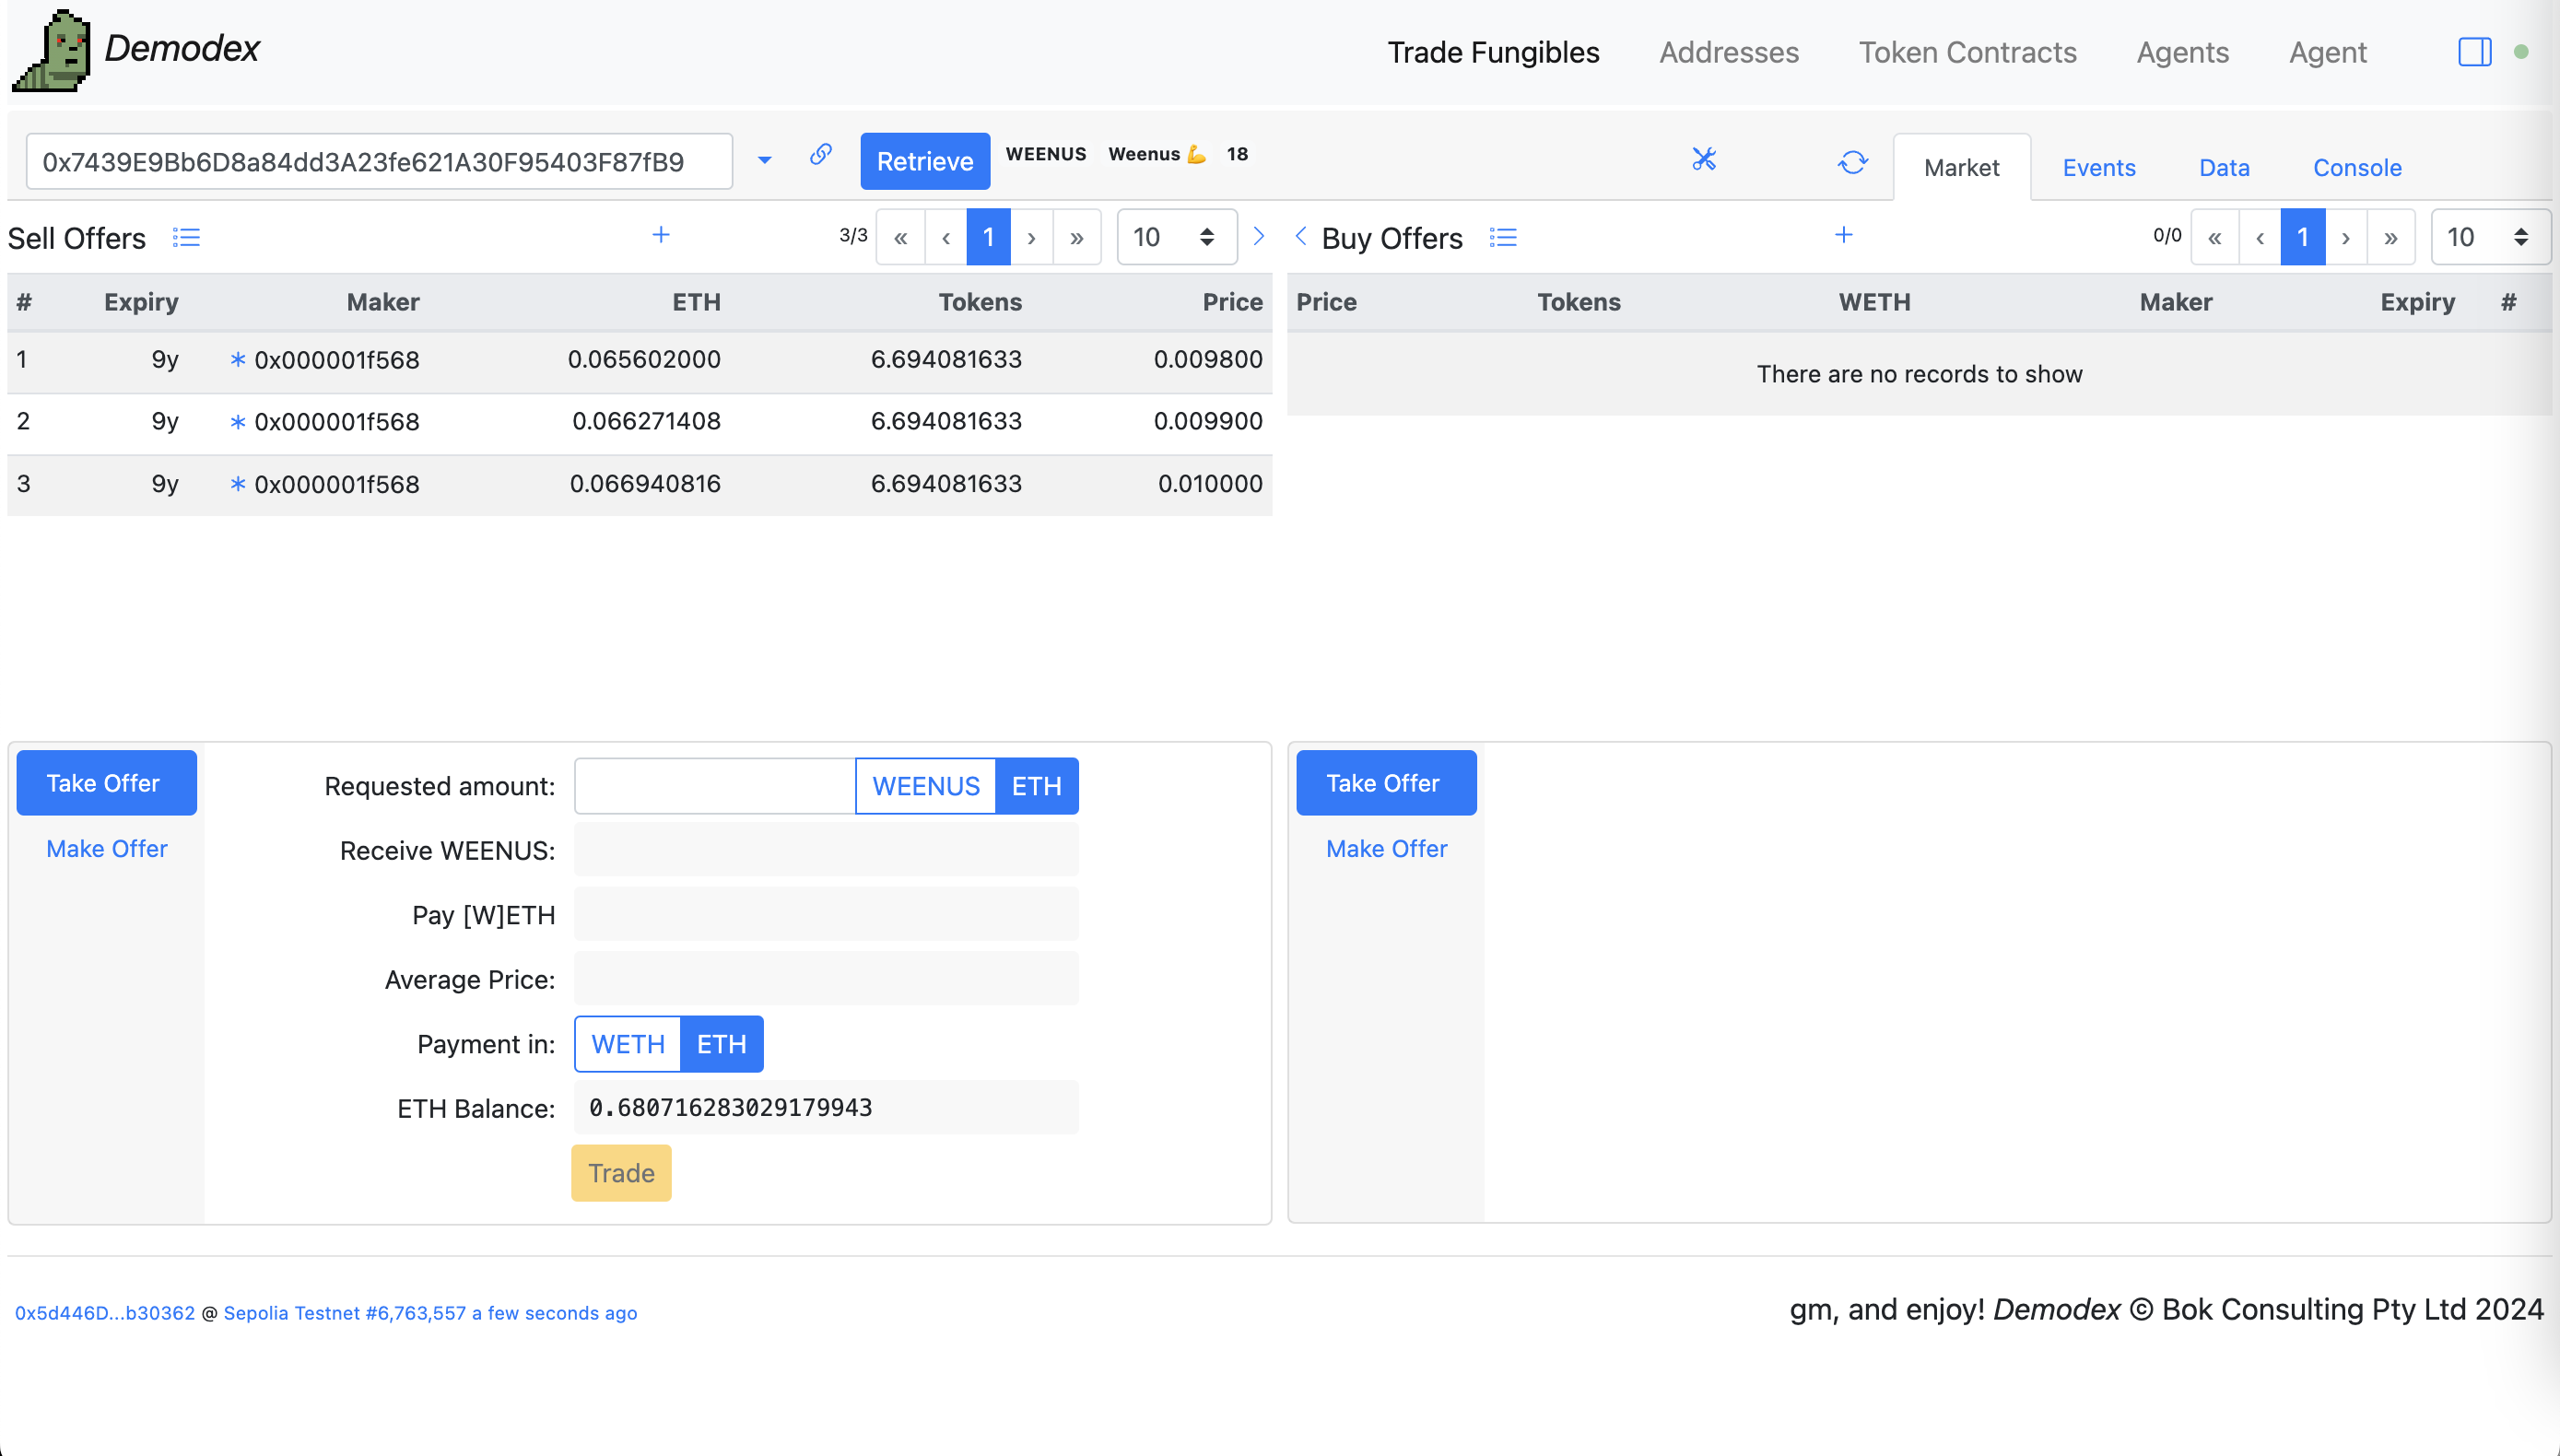 Demodex
Trade Fungibles Addresses Token Contracts Agents Agent
0x7439E9Bb6D8a84dd3A23fe621A30F95403F87fB9 Retrieve WEENUS Weenus 💪 18 Market Events Data Console
Sell Offers + 3/3 « ‹ 1 › » 10
# Expiry Maker ETH Tokens Price
1 9y * 0x000001f568 0.065602000 6.694081633 0.009800
2 9y * 0x000001f568 0.066271408 6.694081633 0.009900
3 9y * 0x000001f568 0.066940816 6.694081633 0.010000
Buy Offers + 0/0 « ‹ 1 › » 10
Price Tokens WETH Maker Expiry #
There are no records to show
Take Offer
Make Offer
Requested amount: WEENUS ETH
Receive WEENUS:
Pay [W]ETH
Average Price:
Payment in: WETH ETH
ETH Balance: 0.680716283029179943
Trade
Take Offer
Make Offer
0x5d446D...b30362 @ Sepolia Testnet #6,763,557 a few seconds ago
gm, and enjoy! Demodex © Bok Consulting Pty Ltd 2024